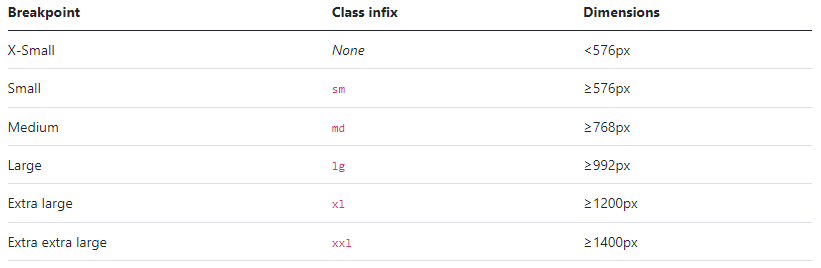 Breakpoint Class infix Dimensions
X-Small None <576px
Small sm ≥576px
Medium md ≥768px
Large lg ≥992px
Extra large xl ≥1200px
Extra extra large xxl ≥1400px